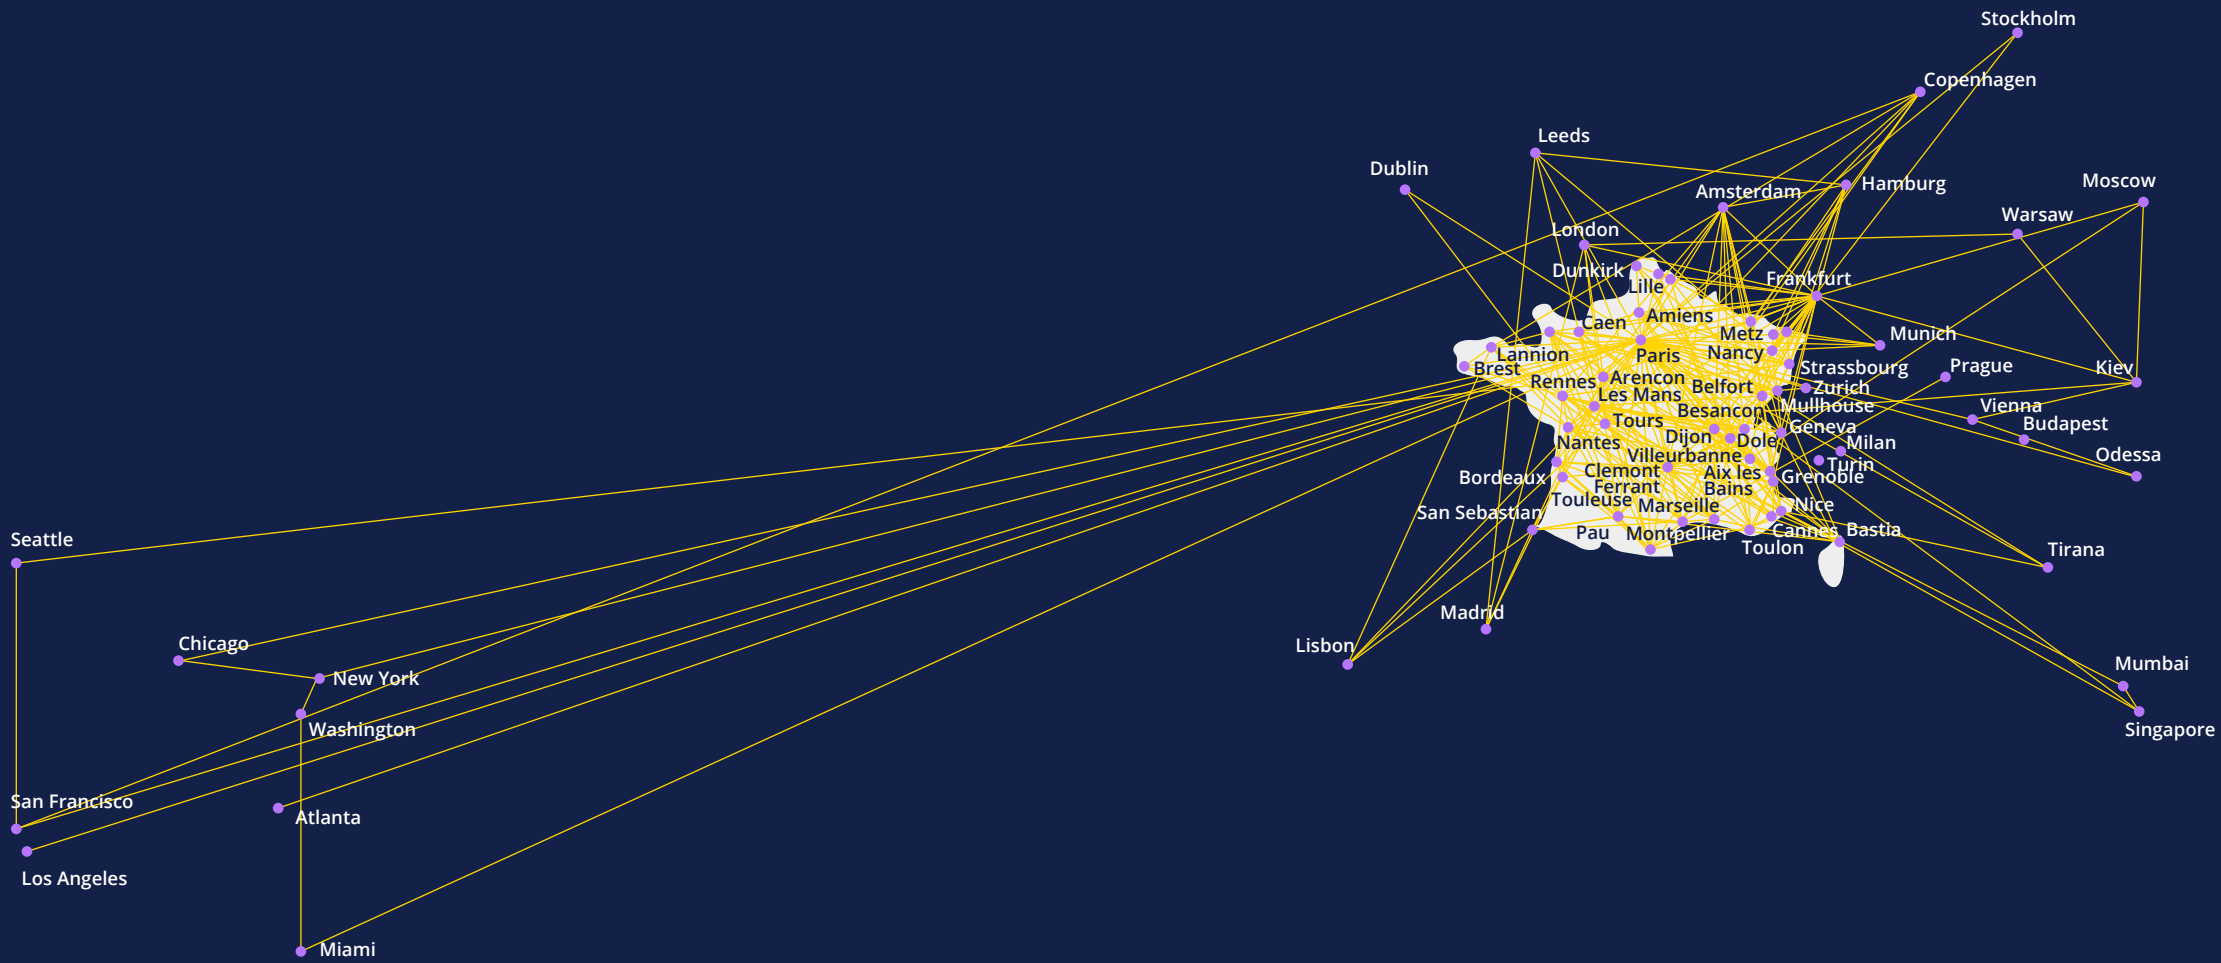 Stockholm
Copenhagen
Leeds
Dublin
Moscow
Amsterdam
Hamburg
Warsaw
London
Dunkirk
Frankfurt
Lille
Amiens
Caen
Metz
Munich
Lannion
Paris
Nancy
Brest
Strassbourg
Prague
Kiev
Rennes
Arencon
Belfort
Zurich
Les Mans
Mullhouse
Vienna
Besancon
Tours
Budapest
Geneva
Nantes
Dijon
Dole
Milan
Villeurbanne
Odessa
Turin
Clemont
Ferrant
Aix les
Bains
Grenoble
Bordeaux
Touleuse
Marseille
Nice
San Sebastian
Pau
Montpellier
Cannes
Bastia
Toulon
Seattle
Tirana
Madrid
Chicago
Lisbon
Mumbai
New York
Washington
Singapore
San Francisco
Atlanta
Los Angeles
Miami